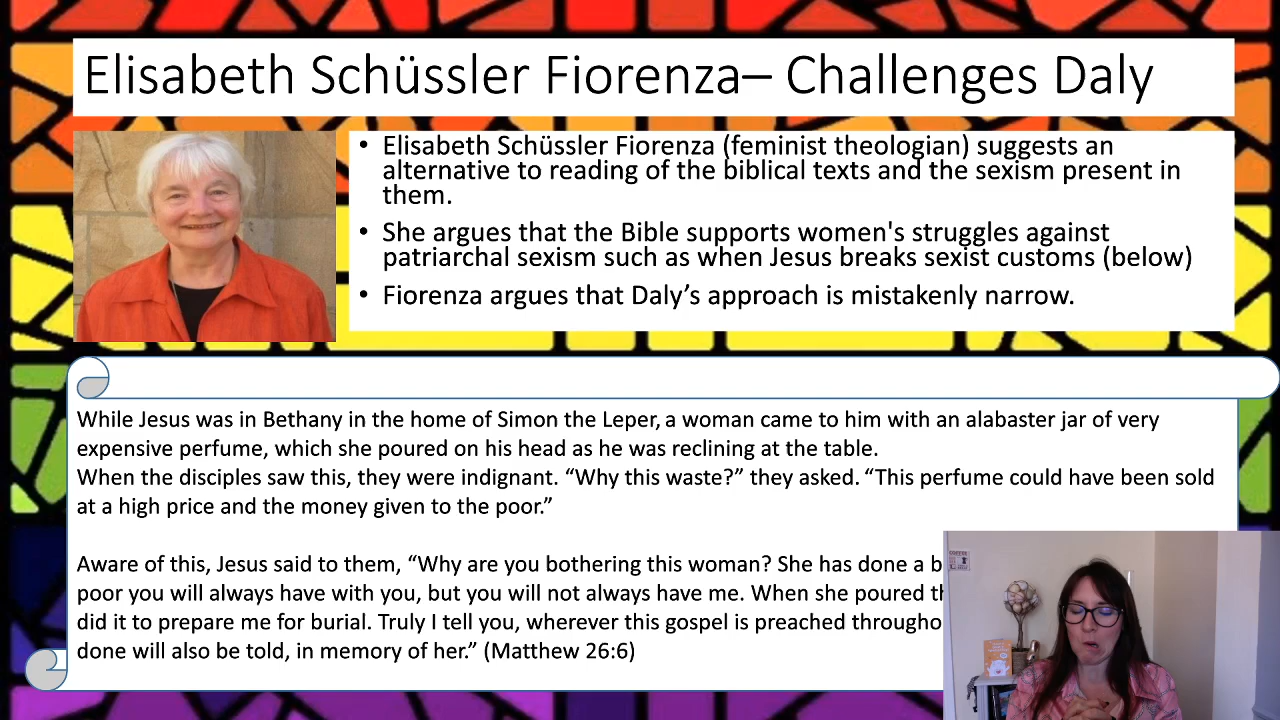 Elisabeth Schüssler Fiorenza– Challenges Daly
• Elisabeth Schüssler Fiorenza (feminist theologian) suggests an
alternative to reading of the biblical texts and the sexism present in
them.
• She argues that the Bible supports women's struggles against
patriarchal sexism such as when Jesus breaks sexist customs (below)
• Fiorenza argues that Daly’s approach is mistakenly narrow.
While Jesus was in Bethany in the home of Simon the Leper, a woman came to him with an alabaster jar of very
expensive perfume, which she poured on his head as he was reclining at the table.
When the disciples saw this, they were indignant. “Why this waste?” they asked. “This perfume could have been sold
at a high price and the money given to the poor.”
Aware of this, Jesus said to them, “Why are you bothering this woman? She has done a b
poor you will always have with you, but you will not always have me. When she poured th
did it to prepare me for burial. Truly I tell you, wherever this gospel is preached througho
done will also be told, in memory of her.” (Matthew 26:6)